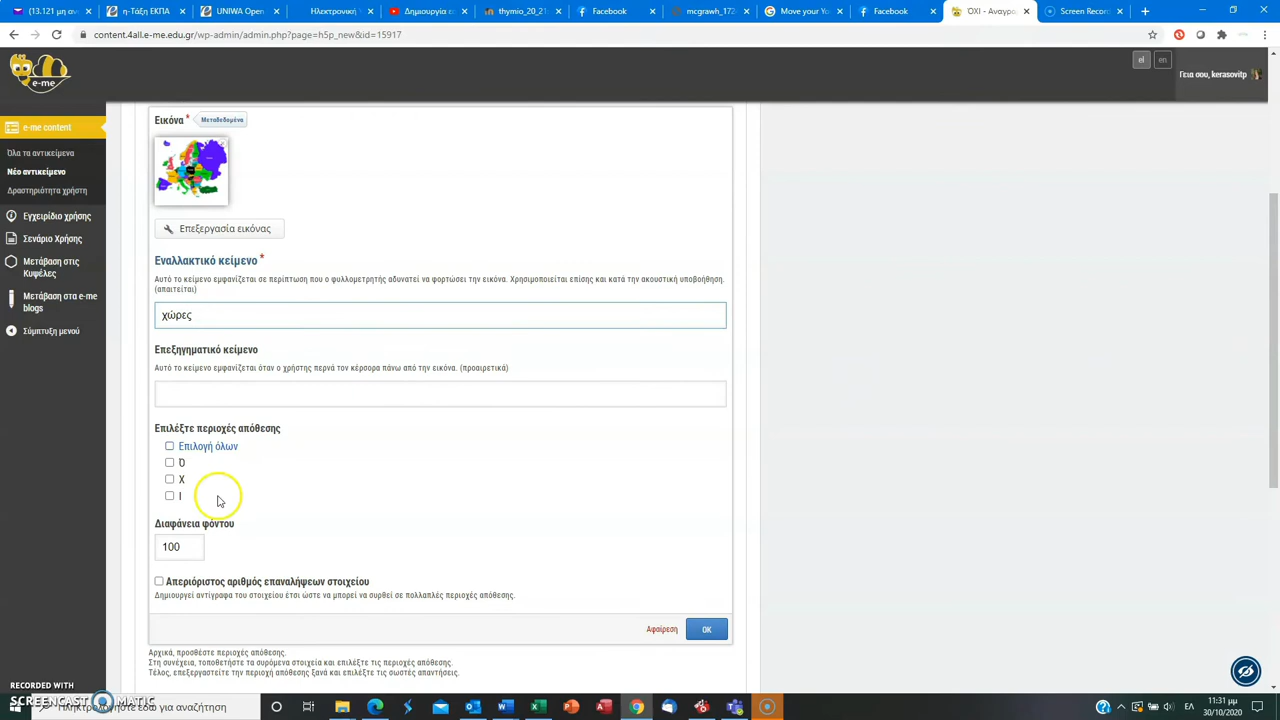 (13.121 μη αν
η-Τάξη ΕΚΠΑ
UNIWA Open
Ηλεκτρονική Υ
Δημιουργία ε
thymio_20_21
Facebook
mcgrawh_172
Move your Y
Facebook
ΌΧΙ - Αναγρα
Screen Record
content.4all.e-me.edu.gr/wp-admin/admin.php?page=h5p_new&id=15917
e-me
el en
Γεια σου, kerasovitp
e-me content
Όλα τα αντικείμενα
Νέο αντικείμενο
Δραστηριότητα χρήστη
Εγχειρίδιο χρήσης
Σενάριο Χρήσης
Μετάβαση στις
Κυψέλες
Μετάβαση στα e-me
blogs
Σύμπτυξη μενού
Εικόνα * Μεταδεδομένα
Επεξεργασία εικόνας
Εναλλακτικό κείμενο *
Αυτό το κείμενο εμφανίζεται σε περίπτωση που ο φυλλομετρητής αδυνατεί να φορτώσει την εικόνα. Χρησιμοποιείται επίσης και κατά την ακουστική υποβοήθηση.
(απαιτείται)
χώρες
Επεξηγηματικό κείμενο
Αυτό το κείμενο εμφανίζεται όταν ο χρήστης περνά τον κέρσορα πάνω από την εικόνα. (προαιρετικά)
Επιλέξτε περιοχές απόθεσης
Επιλογή όλων
Ό
Χ
Ι
Διαφάνεια φόντου
100
Απεριόριστος αριθμός επαναλήψεων στοιχείου
Δημιουργεί αντίγραφα του στοιχείου έτσι ώστε να μπορεί να συρθεί σε πολλαπλές περιοχές απόθεσης.
Αφαίρεση OK
Αρχικά, προσθέστε περιοχές απόθεσης.
Στη συνέχεια, τοποθετήστε τα συρόμενα στοιχεία και επιλέξτε τις περιοχές απόθεσης.
Τέλος, επεξεργαστείτε την περιοχή απόθεσης ξανά και επιλέξτε τις σωστές απαντήσεις.
RECORDED WITH
SCREENCAST MATIC
Πληκτρολογήστε εδώ για αναζήτηση
ΕΛ
11:31 μμ
30/10/2020